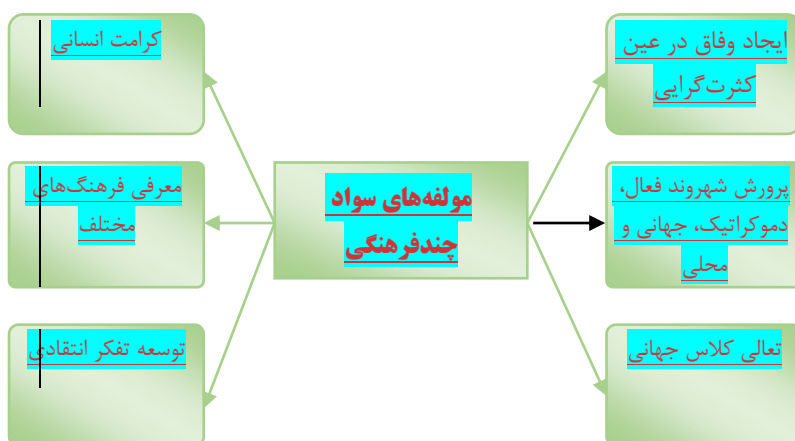 ایجاد وفاق در عین
کثرت‌گرایی
پرورش شهروند فعال،
دموکراتیک، جهانی و
محلی
تعالی کلاس جهانی
مولفه‌های سواد
چندفرهنگی
کرامت انسانی
معرفی فرهنگ‌های
مختلف
توسعه تفکر انتقادی